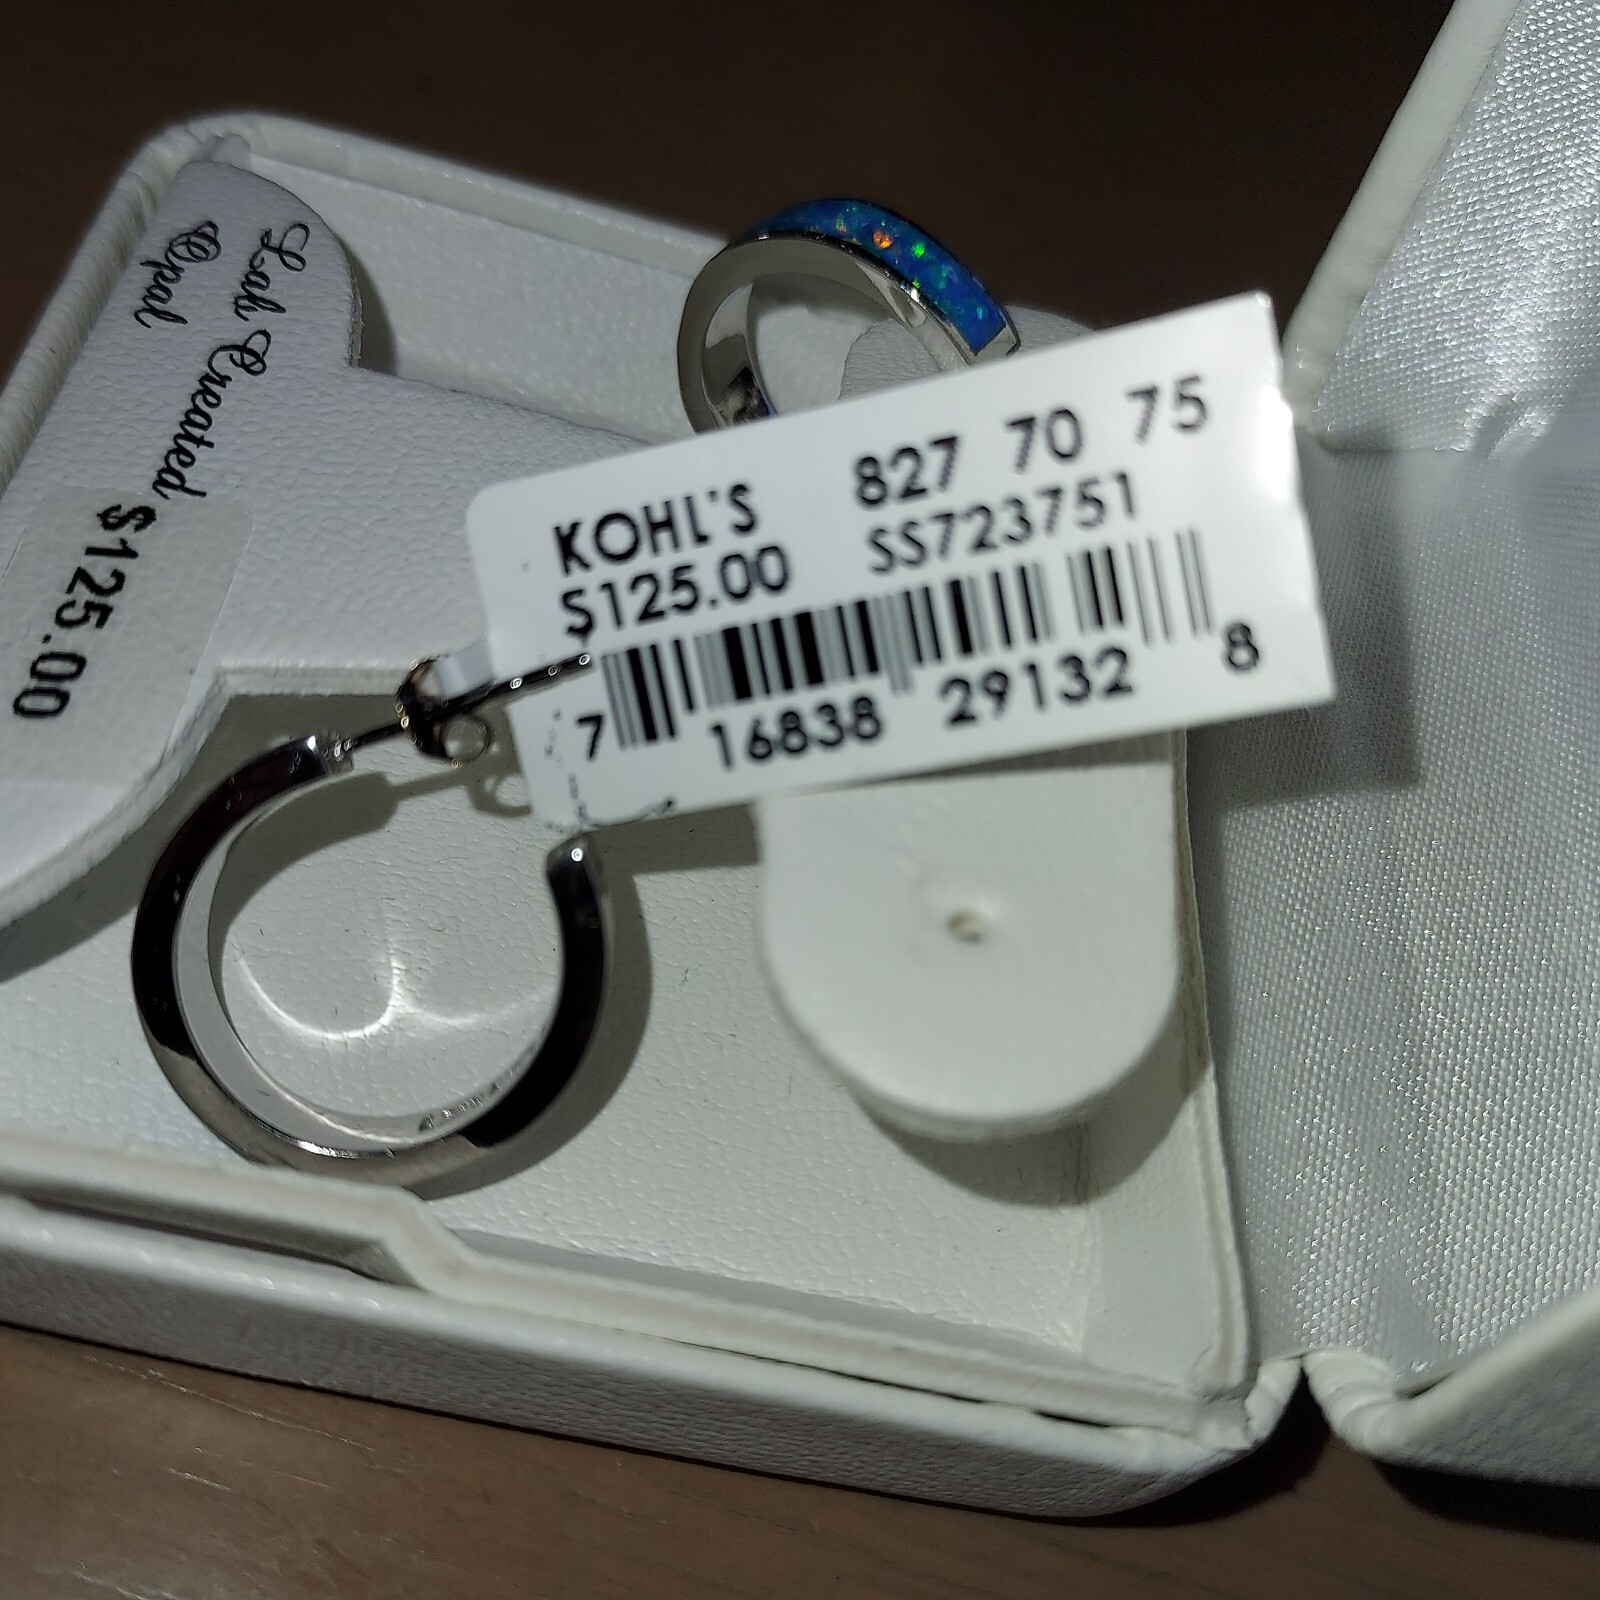 Lab Created
Opal
$125.00
KOHL'S 827 70 75
$125.00 SS723751
7 16838 29132 8